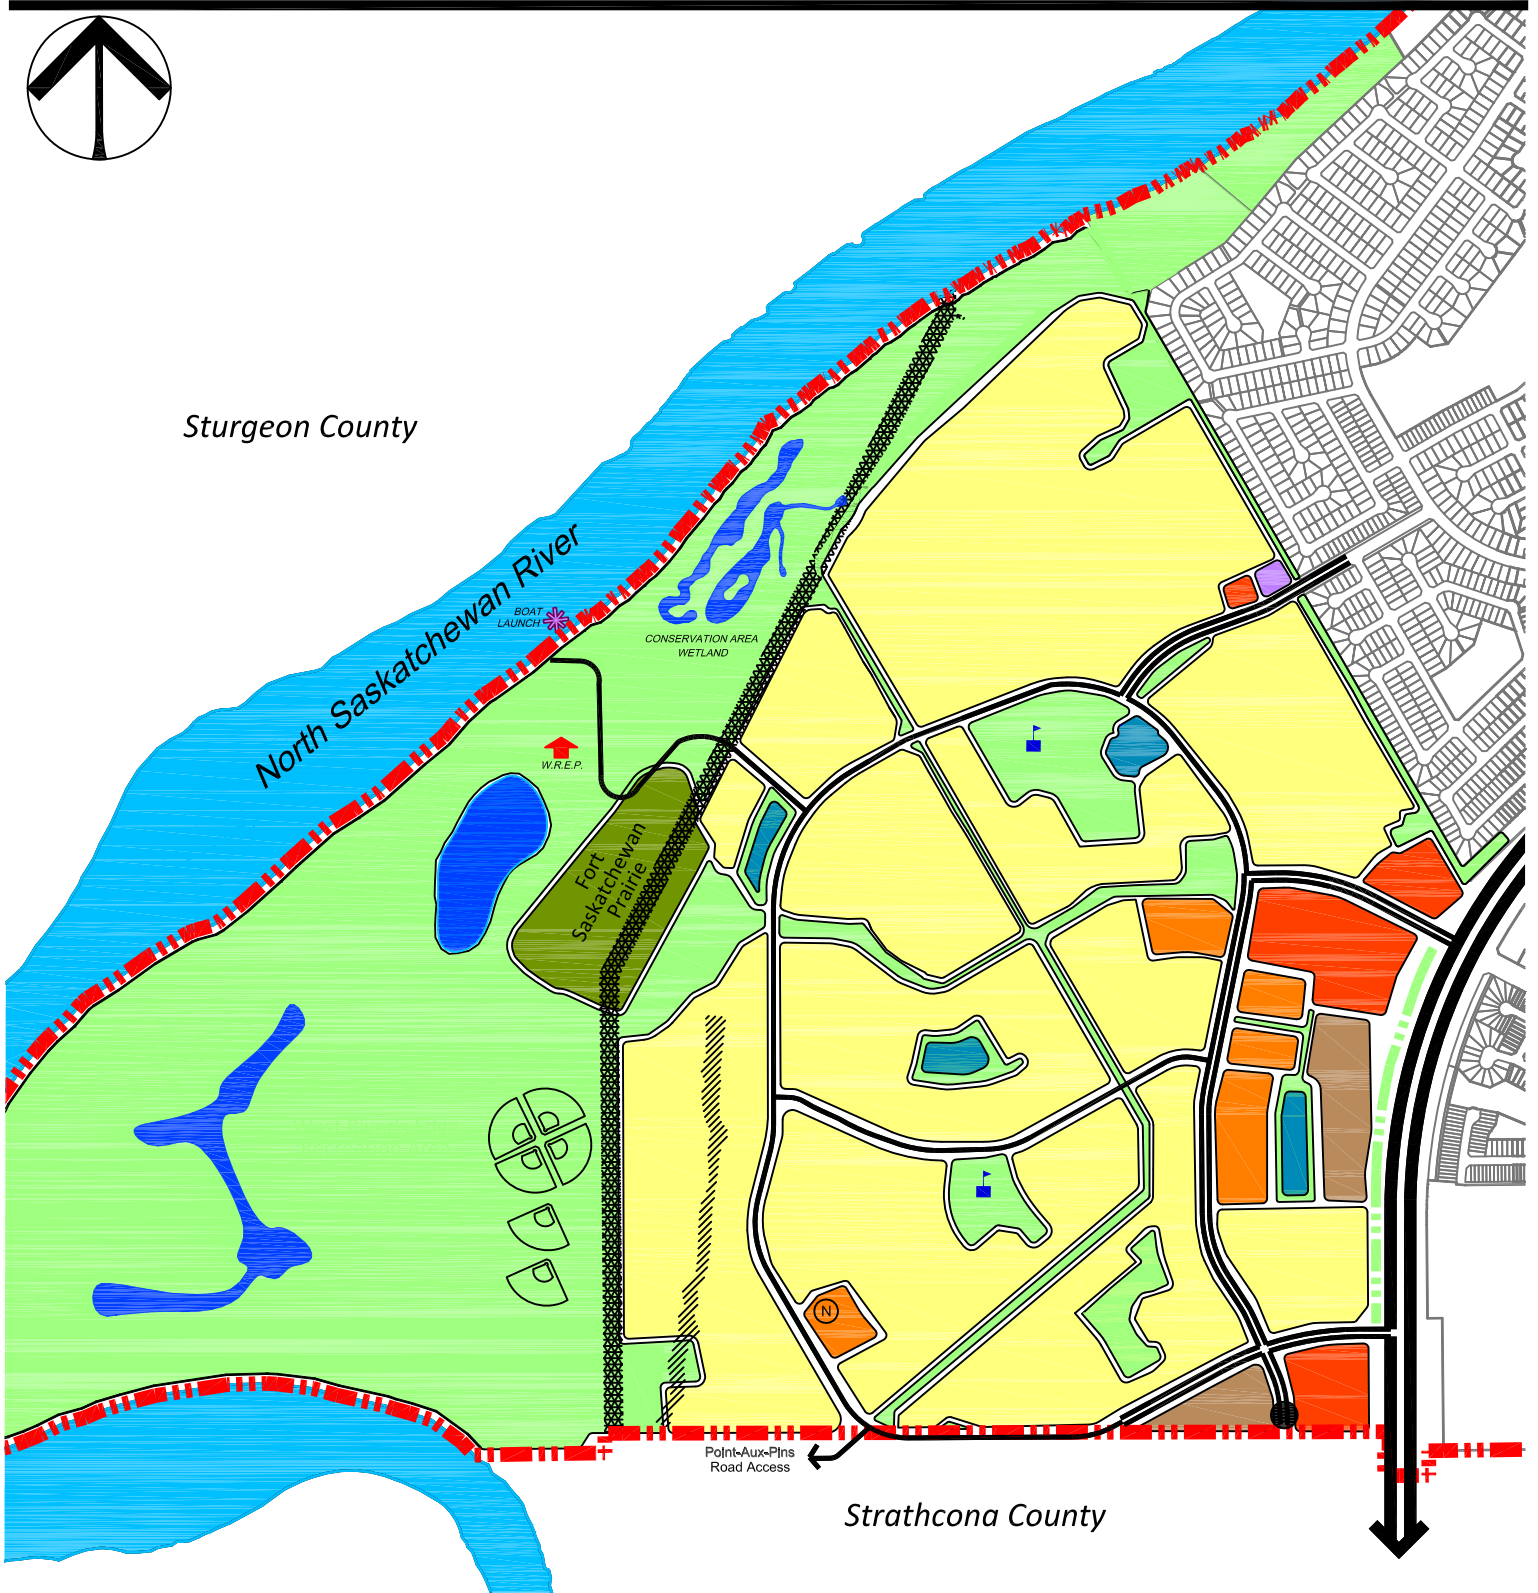 Sturgeon County
North Saskatchewan River
BOAT
LAUNCH
CONSERVATION AREA
WETLAND
W.R.E.P.
Fort
Saskatchewan
Prairie
N
Point-Aux-Pins
Road Access
Strathcona County